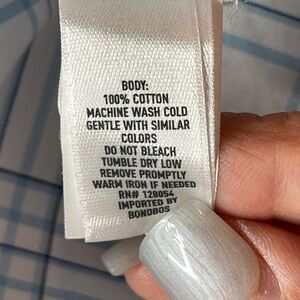 BODY:
100% COTTON
MACHINE WASH COLD
GENTLE WITH SIMILAR
COLORS
DO NOT BLEACH
TUMBLE DRY LOW
REMOVE PROMPTLY
WARM IRON IF NEEDED
RN# 128054
IMPORTED BY
BONOBOS